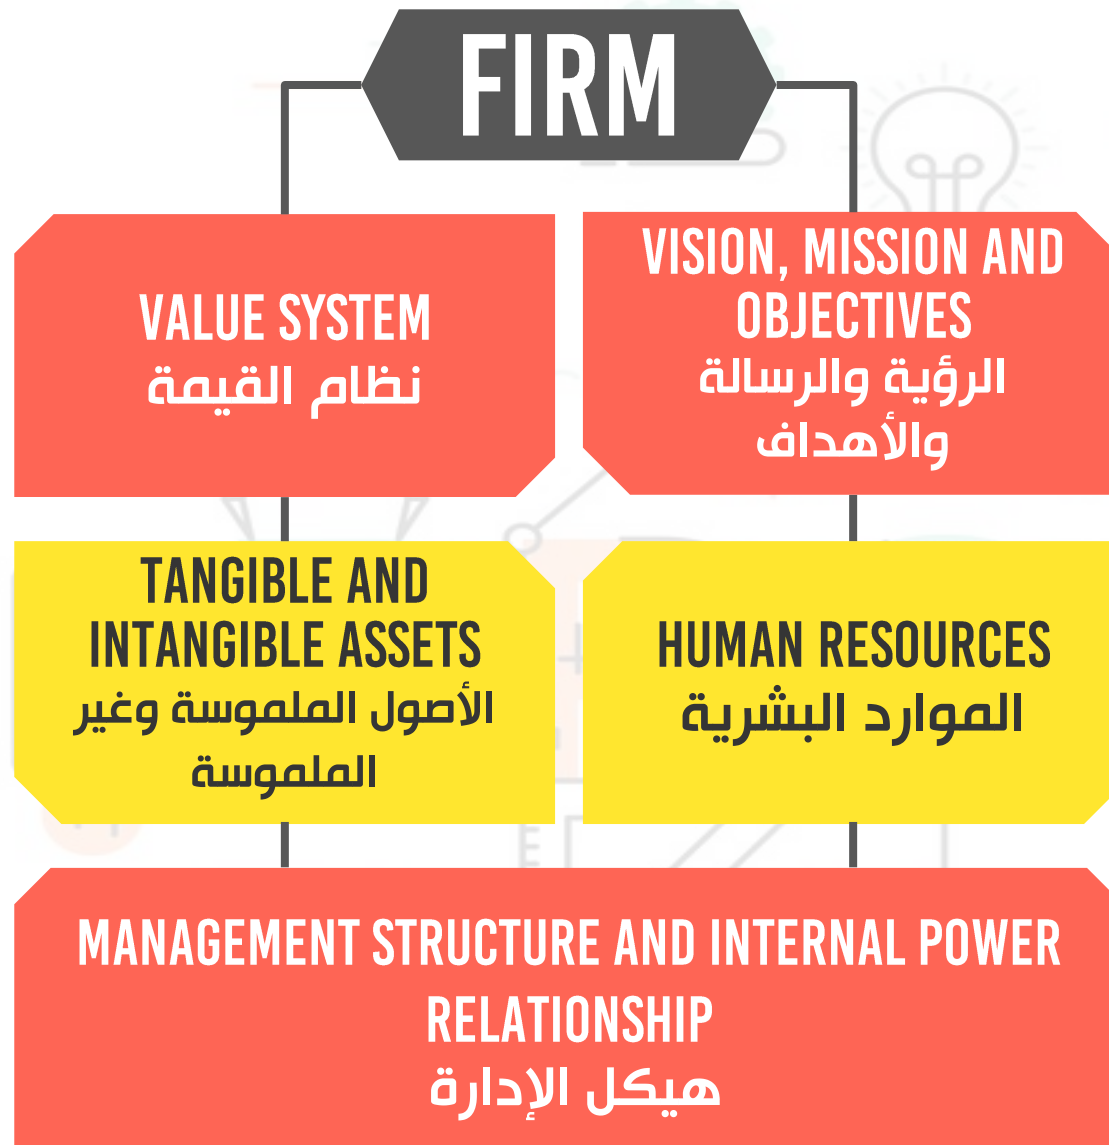 FIRM
VALUE SYSTEM
نظام القيمة
VISION, MISSION AND
OBJECTIVES
الرؤية والرسالة
والأهداف
TANGIBLE AND
INTANGIBLE ASSETS
الأصول الملموسة وغير
الملموسة
HUMAN RESOURCES
الموارد البشرية
MANAGEMENT STRUCTURE AND INTERNAL POWER
RELATIONSHIP
هيكل الإدارة